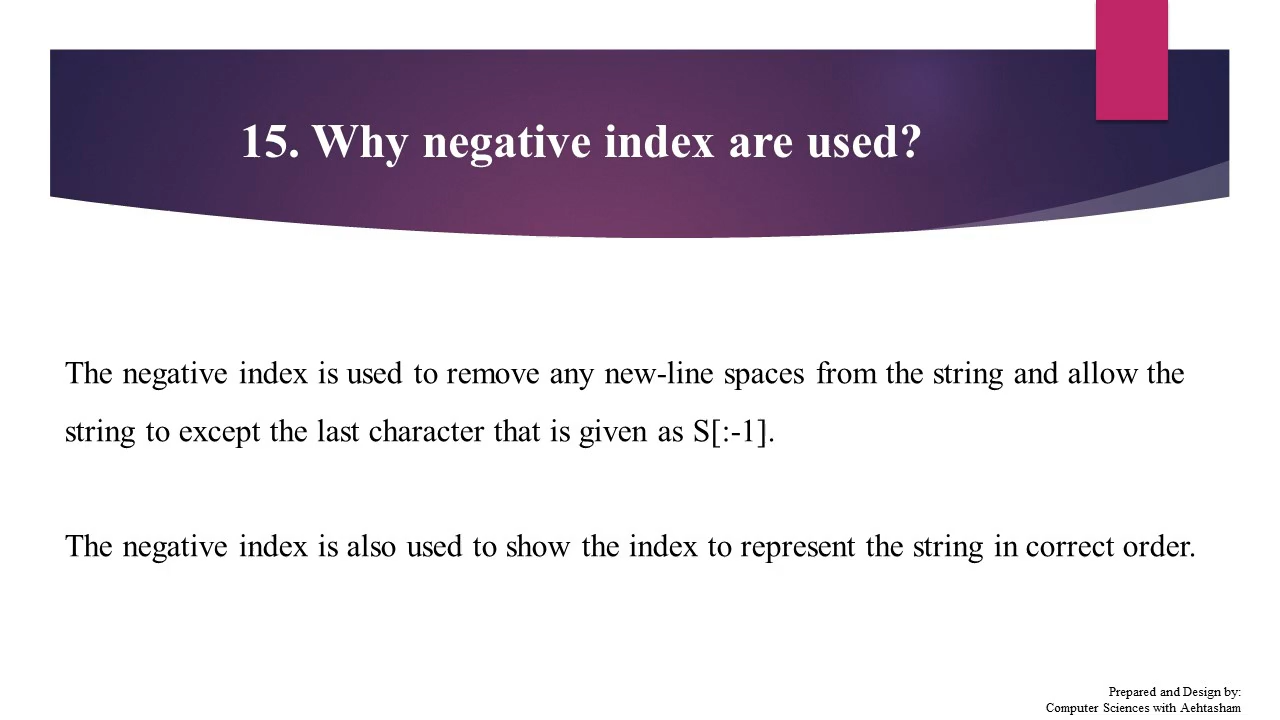 15. Why negative index are used?
The negative index is used to remove any new-line spaces from the string and allow the
string to except the last character that is given as S[:-1].
The negative index is also used to show the index to represent the string in correct order.
Prepared and Design by:
Computer Sciences with Aehtasham